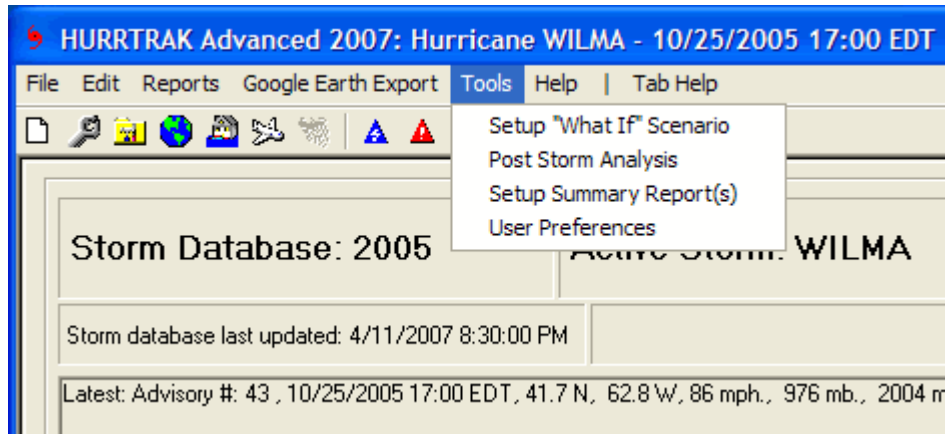 HURRTRAK Advanced 2007: Hurricane WILMA - 10/25/2005 17:00 EDT
File Edit Reports Google Earth Export Tools Help | Tab Help
Setup "What If" Scenario
Post Storm Analysis
Setup Summary Report(s)
User Preferences
Storm Database: 2005
Active Storm: WILMA
Storm database last updated: 4/11/2007 8:30:00 PM
Latest: Advisory #: 43 , 10/25/2005 17:00 EDT, 41.7 N, 62.8 W, 86 mph., 976 mb., 2004 m